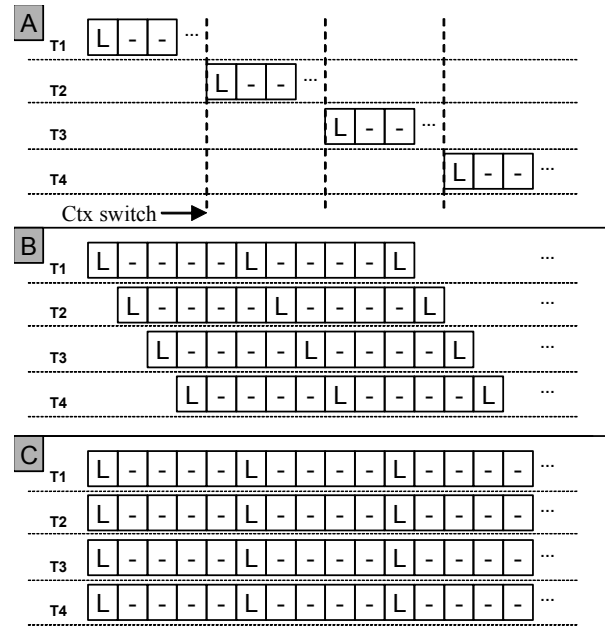 A T1 L - - ...
T2 L - - ...
T3 L - - ...
T4 L - - ...
Ctx switch
B T1 L - - - - L - - - - L ...
T2 L - - - - L - - - - L ...
T3 L - - - - L - - - - L ...
T4 L - - - - L - - - - L ...
C T1 L - - - - L - - - - L - - - - ...
T2 L - - - - L - - - - L - - - - ...
T3 L - - - - L - - - - L - - - - ...
T4 L - - - - L - - - - L - - - - ...